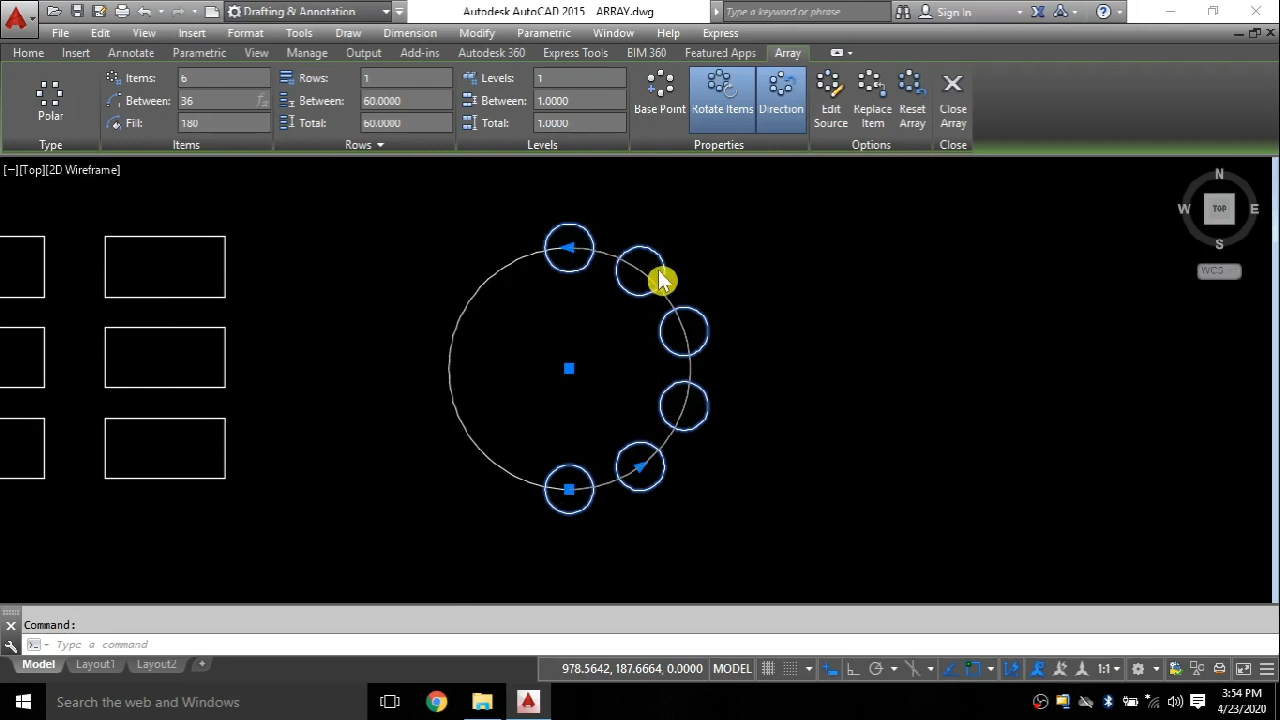 Drafting & Annotation
Autodesk AutoCAD 2015 ARRAY.dwg
Type a keyword or phrase
Sign In
File Edit View Insert Format Tools Draw Dimension Modify Parametric Window Help Express
Home Insert Annotate Parametric View Manage Output Add-ins Autodesk 360 Express Tools BIM 360 Featured Apps Array
Items: 6 Rows: 1 Levels: 1
Between: 36 Between: 60.0000 Between: 1.0000
Fill: 180 Total: 60.0000 Total: 1.0000
Polar
Base Point Rotate Items Direction
Edit Source Replace Item Reset Array Close Array
Type Items Rows Levels Properties Options Close
[−][Top][2D Wireframe]
N
W TOP E
S
WCS
Command:
Type a command
Model Layout1 Layout2 +
978.5642, 187.6664, 0.0000 MODEL 1:1
Search the web and Windows
3:54 PM
4/23/2020